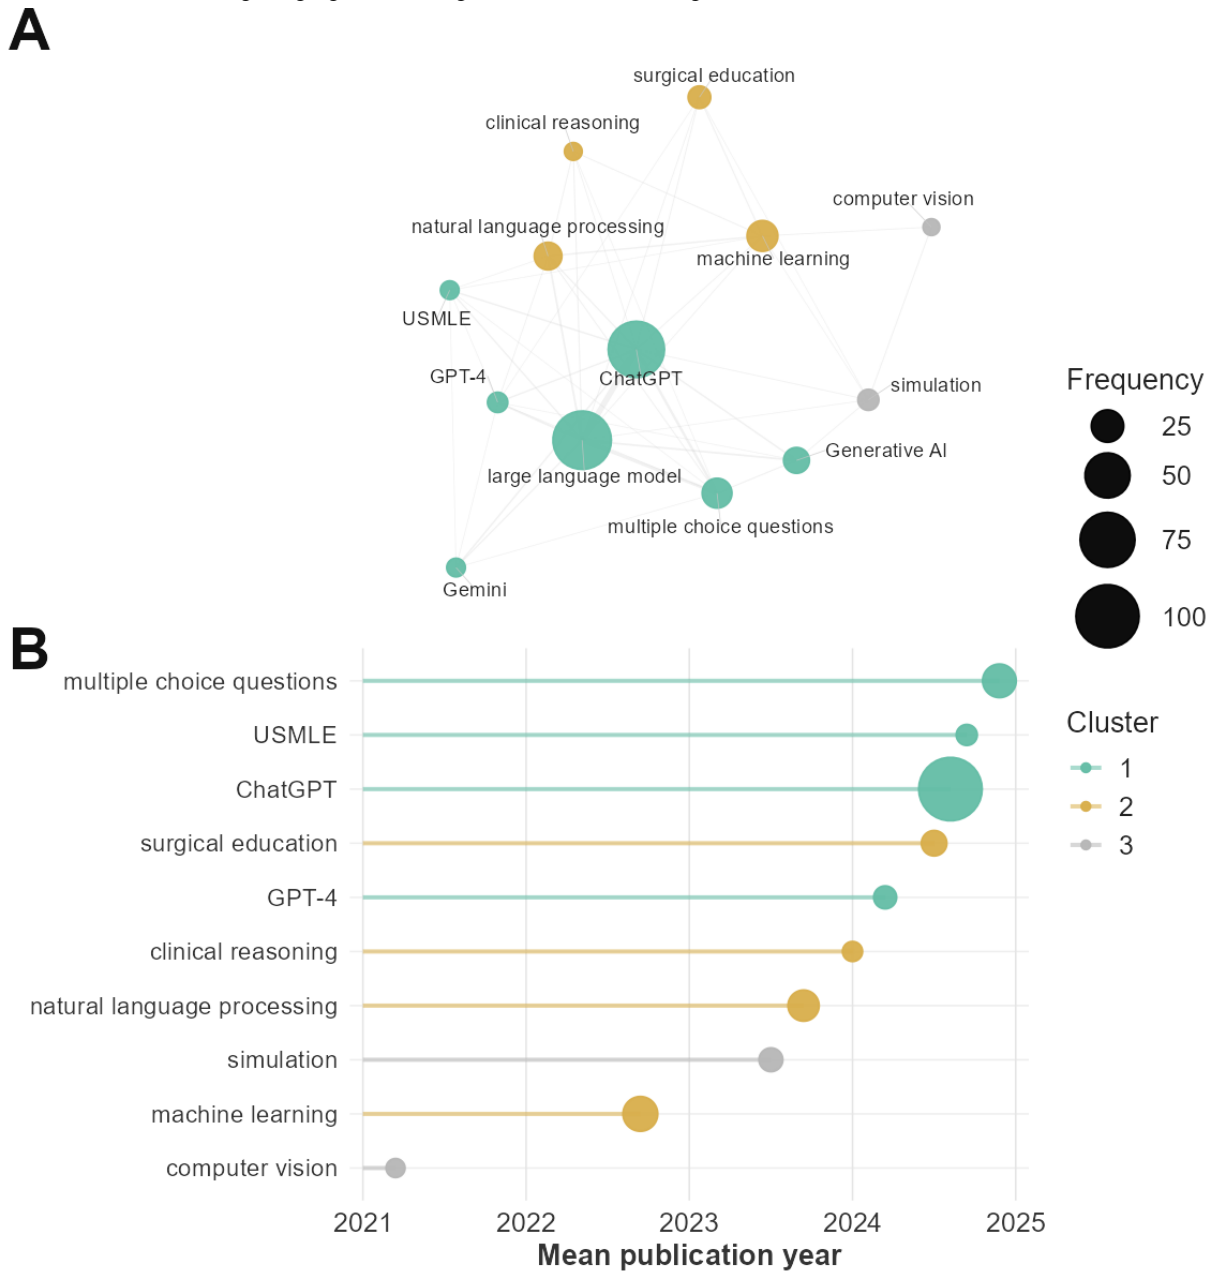 A
surgical education
clinical reasoning
computer vision
natural language processing
machine learning
USMLE
GPT-4
ChatGPT
simulation
Generative AI
large language model
multiple choice questions
Gemini
Frequency
25
50
75
100
B
multiple choice questions
USMLE
ChatGPT
surgical education
GPT-4
clinical reasoning
natural language processing
simulation
machine learning
computer vision
2021 2022 2023 2024 2025
Mean publication year
Cluster
1
2
3